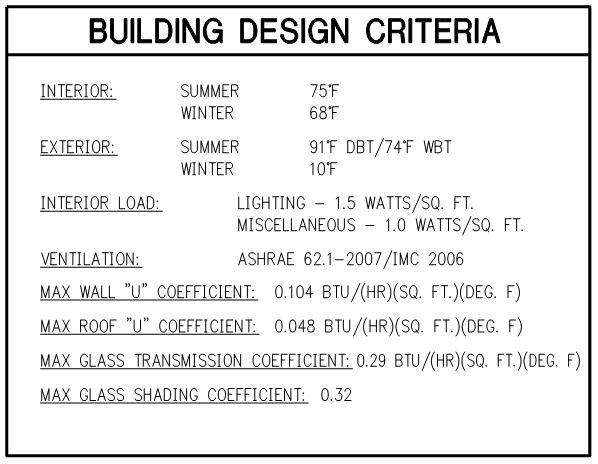 BUILDING DESIGN CRITERIA
INTERIOR: SUMMER 75°F
WINTER 68°F
EXTERIOR: SUMMER 91°F DBT/74°F WBT
WINTER 10°F
INTERIOR LOAD: LIGHTING – 1.5 WATTS/SQ. FT.
MISCELLANEOUS – 1.0 WATTS/SQ. FT.
VENTILATION: ASHRAE 62.1–2007/IMC 2006
MAX WALL "U" COEFFICIENT: 0.104 BTU/(HR)(SQ. FT.)(DEG. F)
MAX ROOF "U" COEFFICIENT: 0.048 BTU/(HR)(SQ. FT.)(DEG. F)
MAX GLASS TRANSMISSION COEFFICIENT: 0.29 BTU/(HR)(SQ. FT.)(DEG. F)
MAX GLASS SHADING COEFFICIENT: 0.32